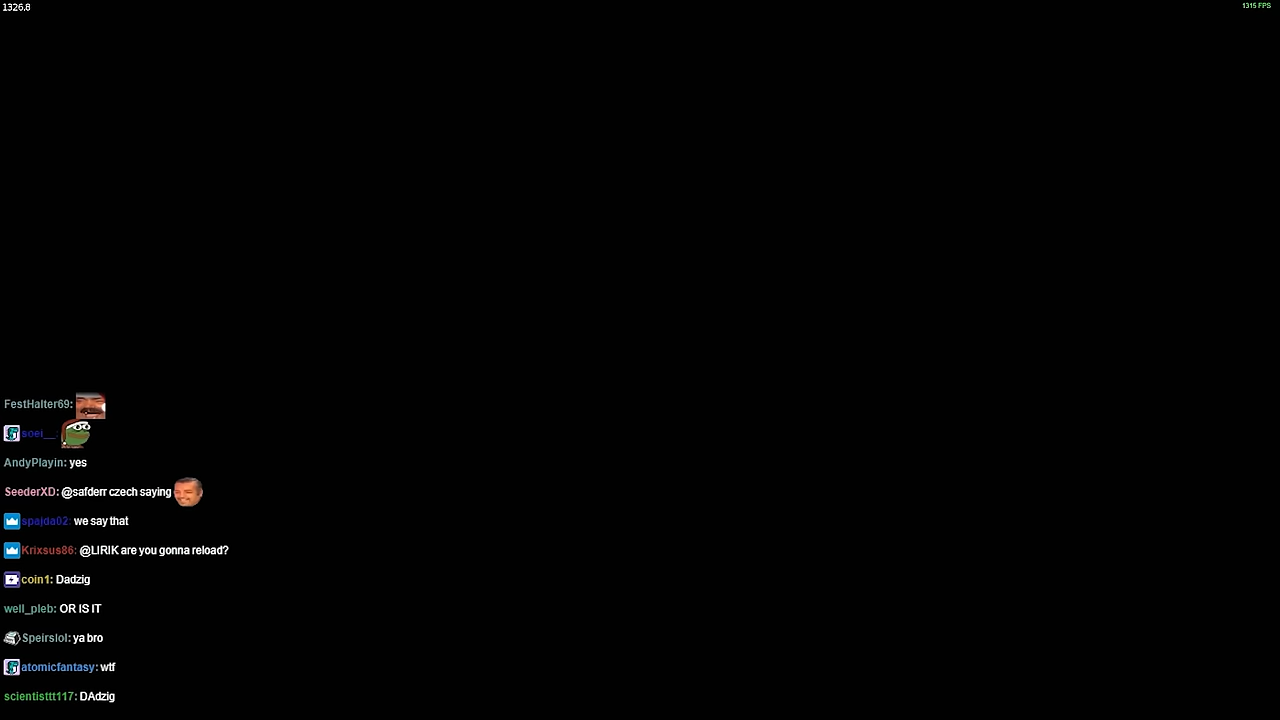 1326.8
1315 FPS
FestHalter69:
soei__:
AndyPlayin: yes
SeederXD: @safderr czech saying
spajda02: we say that
Krixsus86: @LIRIK are you gonna reload?
coin1: Dadzig
well_pleb: OR IS IT
Speirslol: ya bro
atomicfantasy: wtf
scientisttt117: DAdzig